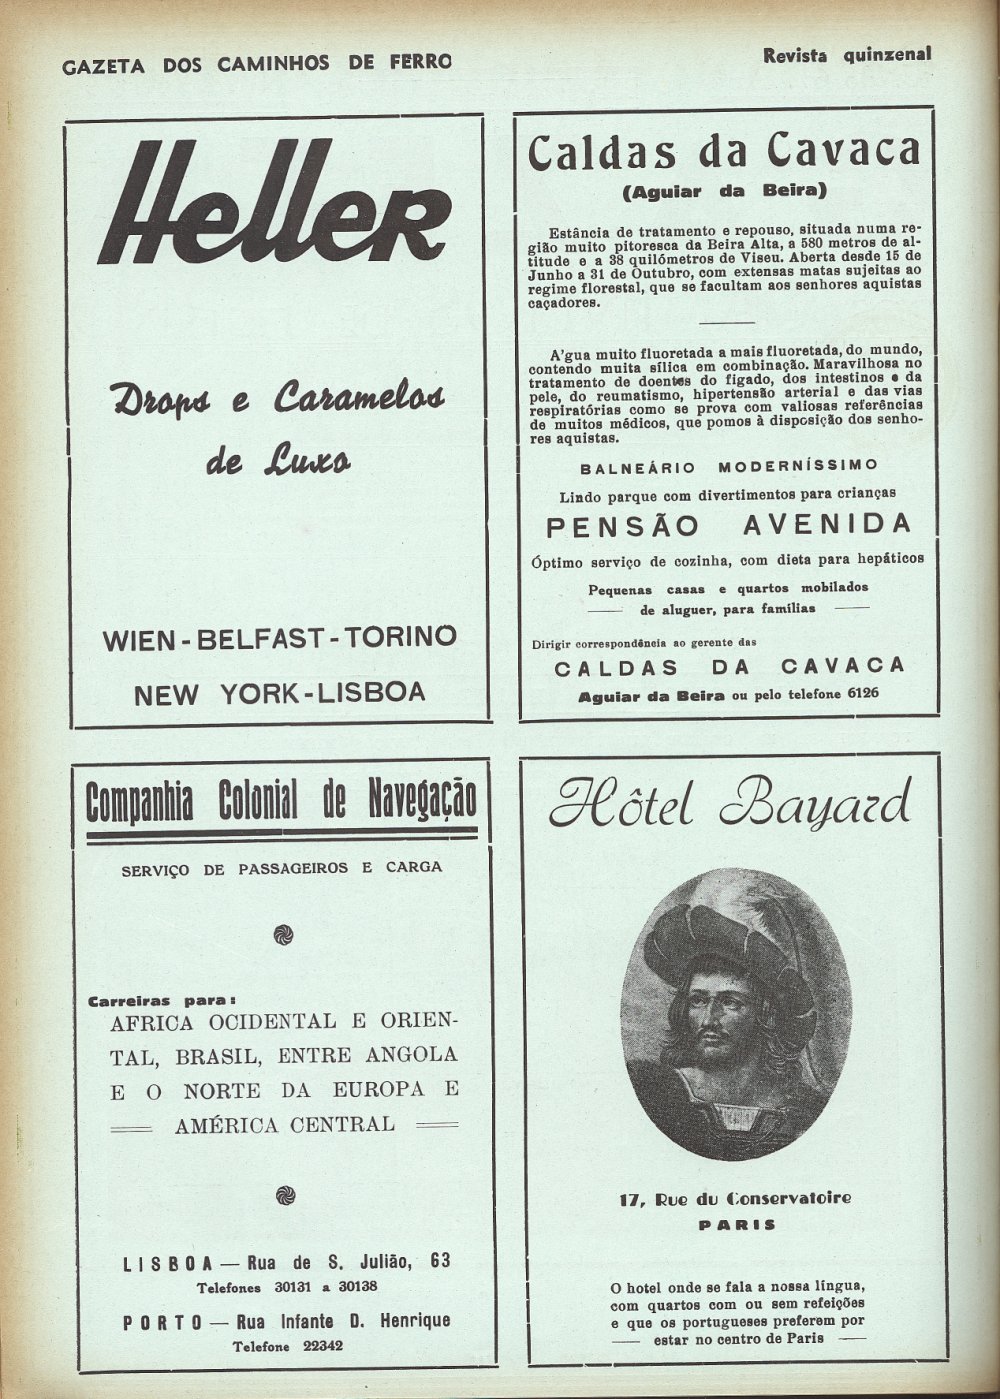 GAZETA DOS CAMINHOS DE FERRO
Revista quinzenal
Heller
Drops e Caramelos
de Luxo
WIEN - BELFAST - TORINO
NEW YORK - LISBOA
Caldas da Cavaca
(Aguiar da Beira)
Estância de tratamento e repouso, situada numa re-
gião muito pitoresca da Beira Alta, a 580 metros de al-
titude e a 38 quilómetros de Viseu. Aberta desde 15 de
Junho a 31 de Outubro, com extensas matas sujeitas ao
regime florestal, que se facultam aos senhores aquistas
caçadores.
A'gua muito fluoretada a mais fluoretada, do mundo,
contendo muita sílica em combinação. Maravilhosa no
tratamento de doentes do fígado, dos intestinos e da
pele, do reumatismo, hipertensão arterial e das vias
respiratórias como se prova com valiosas referências
de muitos médicos, que pomos à disposição dos senho-
res aquistas.
BALNEÁRIO MODERNÍSSIMO
Lindo parque com divertimentos para crianças
PENSÃO AVENIDA
Óptimo serviço de cozinha, com dieta para hepáticos
Pequenas casas e quartos mobilados
de aluguer, para famílias
Dirigir correspondência ao gerente das
CALDAS DA CAVACA
Aguiar da Beira ou pelo telefone 6126
Companhia Colonial de Navegação
SERVIÇO DE PASSAGEIROS E CARGA
Carreiras para:
AFRICA OCIDENTAL E ORIEN-
TAL, BRASIL, ENTRE ANGOLA
E O NORTE DA EUROPA E
AMÉRICA CENTRAL
LISBOA — Rua de S. Julião, 63
Telefones 30131 a 30138
PORTO — Rua Infante D. Henrique
Telefone 22342
Hôtel Bayard
17, Rue du Conservatoire
PARIS
O hotel onde se fala a nossa língua,
com quartos com ou sem refeições
e que os portugueses preferem por
estar no centro de Paris